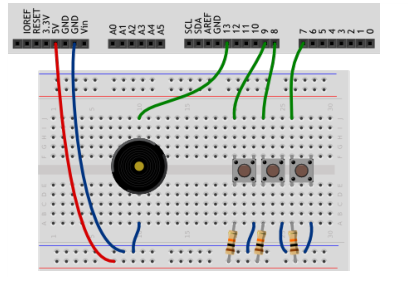 IOREF
RESET
3.3V
5V
GND
GND
Vin
A0
A1
A2
A3
A4
A5
SCL
SDA
AREF
GND
13
12
11
10
9
8
7
6
5
4
3
2
1
0